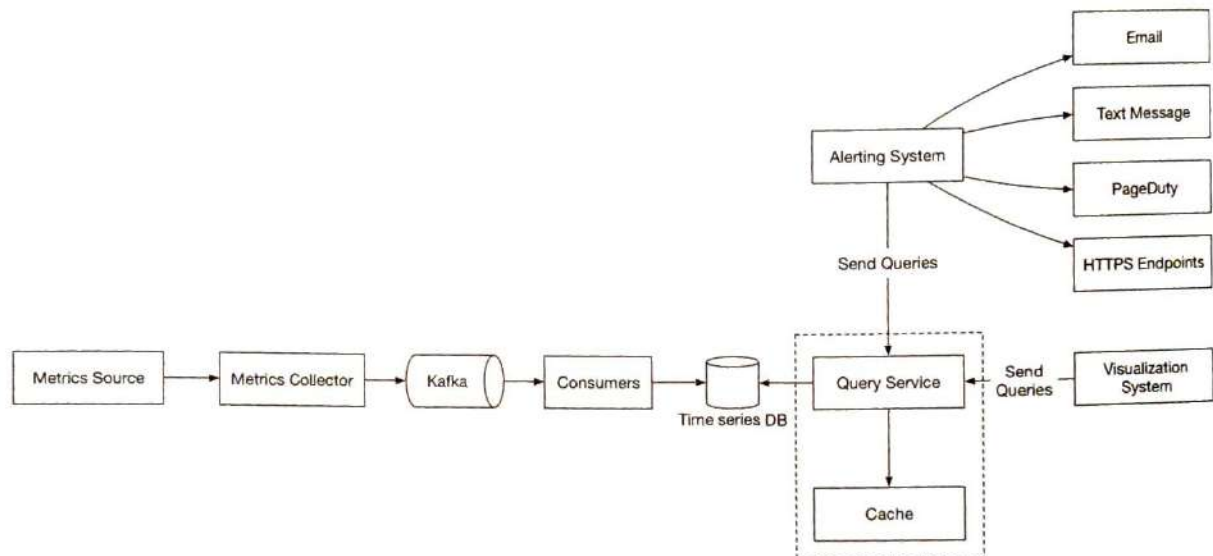 Email
Text Message
Alerting System
PageDuty
HTTPS Endpoints
Send Queries
Metrics Source
Metrics Collector
Kafka
Consumers
Time series DB
Query Service
Send
Queries
Visualization
System
Cache